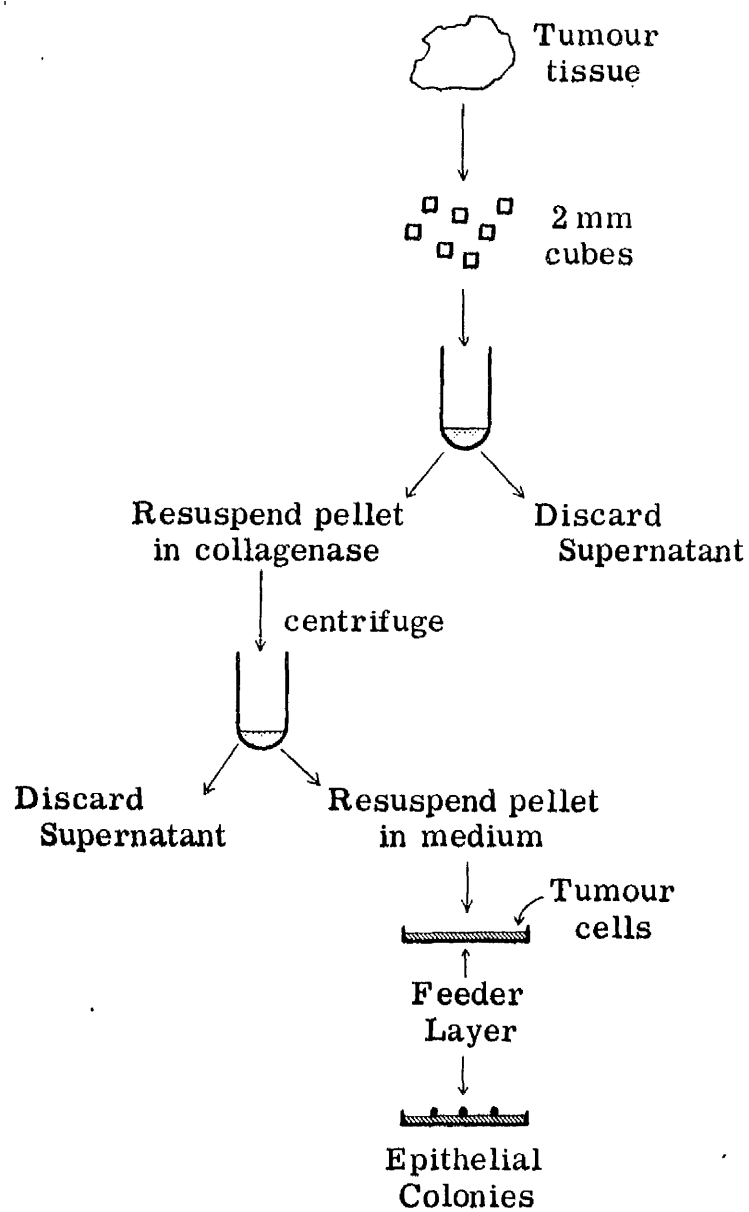 Tumour
tissue
2 mm
cubes
Resuspend pellet
in collagenase
Discard
Supernatant
centrifuge
Discard
Supernatant
Resuspend pellet
in medium
Tumour
cells
Feeder
Layer
Epithelial
Colonies